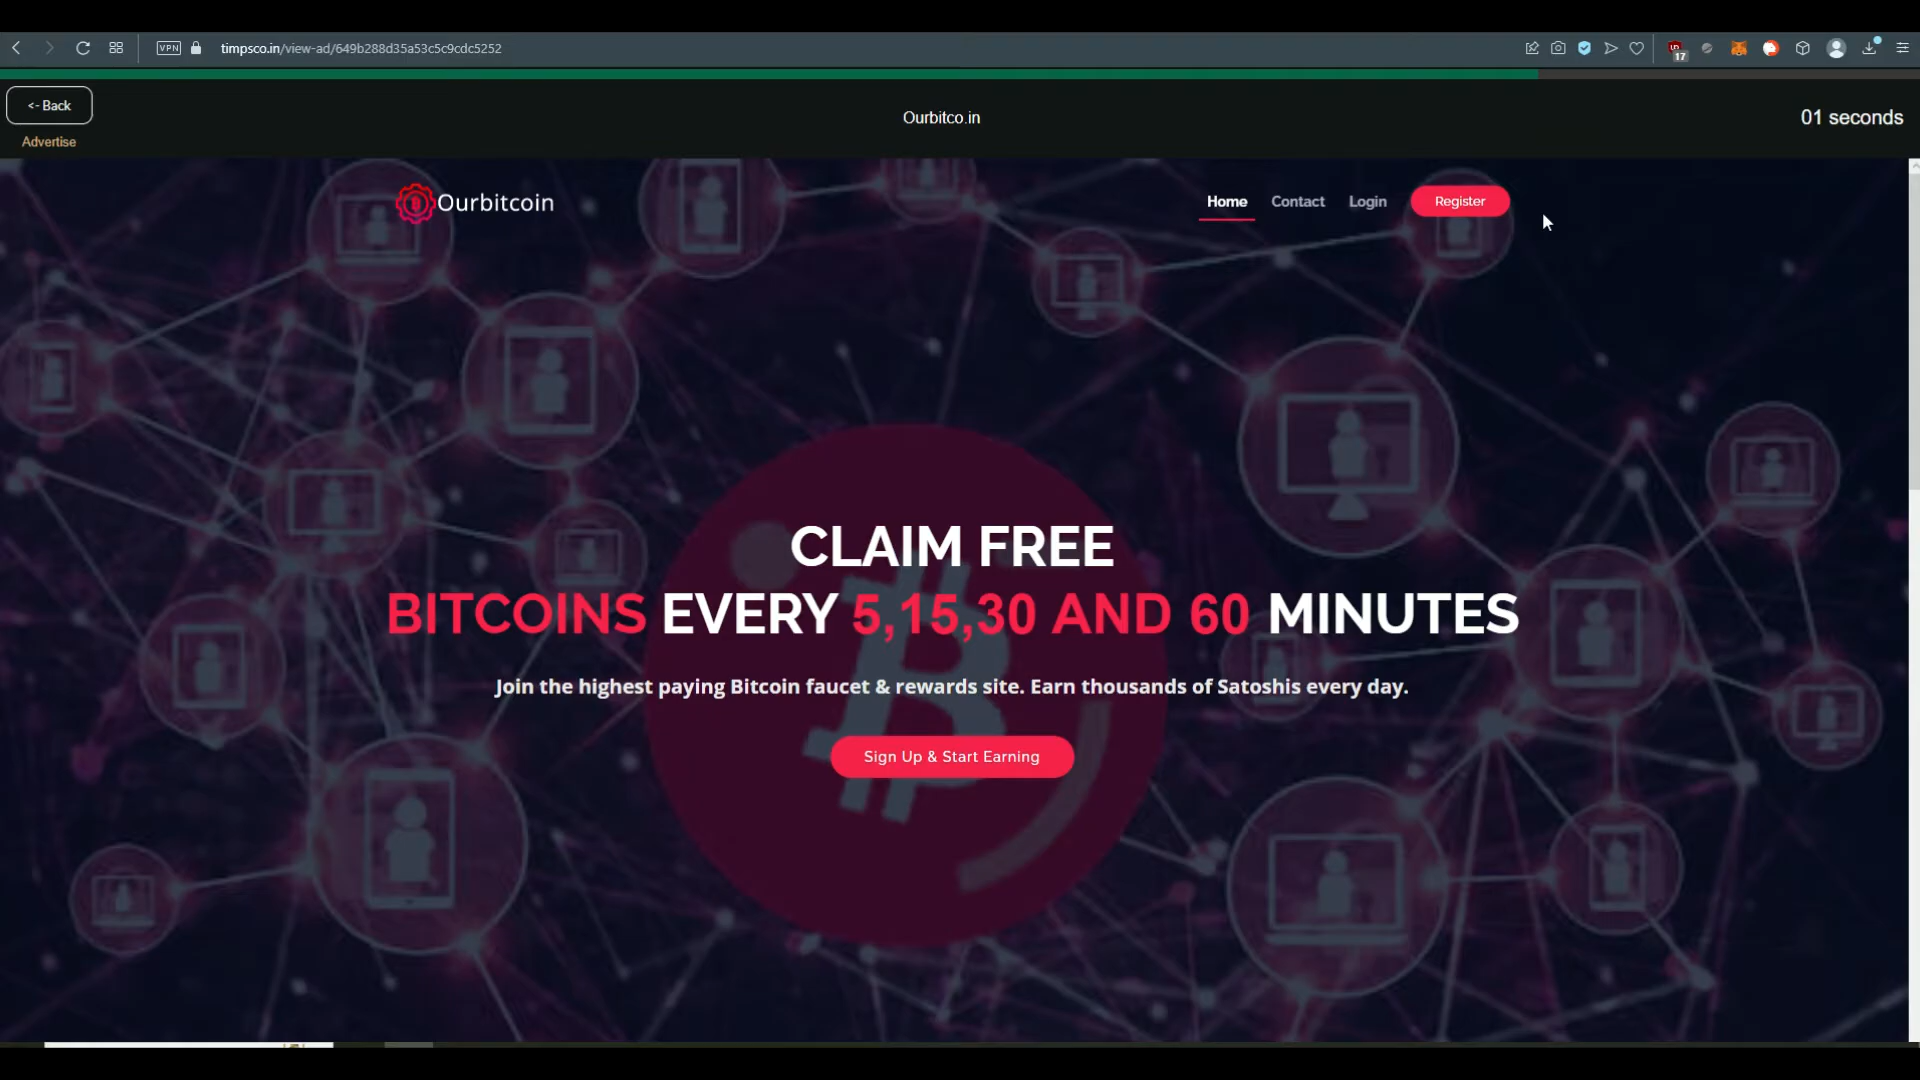 VPN
timpsco.in/view-ad/649b288d35a53c5c9cdc5252
17
<- Back
Ourbitco.in
01 seconds
Advertise
Ourbitcoin
Home
Contact
Login
Register
CLAIM FREE
BITCOINS EVERY 5,15,30 AND 60 MINUTES
Join the highest paying Bitcoin faucet & rewards site. Earn thousands of Satoshis every day.
Sign Up & Start Earning